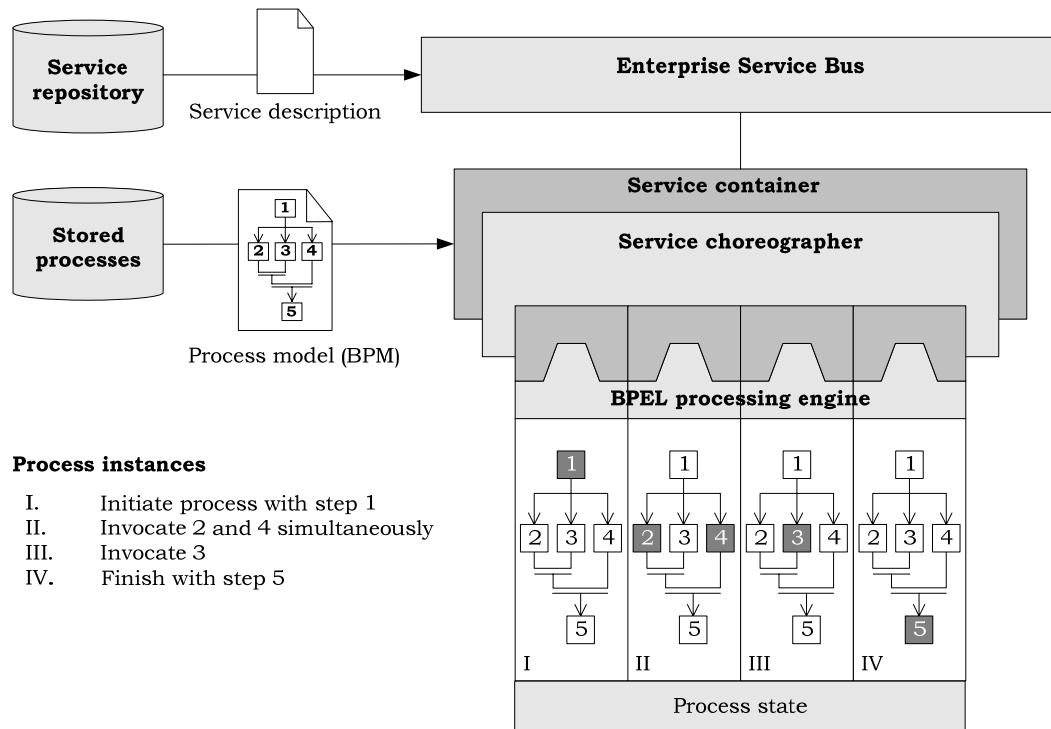 Service
repository
Service description
Enterprise Service Bus
Service container
Service choreographer
Stored
processes
1
2 3 4
5
Process model (BPM)
BPEL processing engine
Process instances
I. Initiate process with step 1
II. Invocate 2 and 4 simultaneously
III. Invocate 3
IV. Finish with step 5
1 1 1 1
2 3 4 2 3 4 2 3 4 2 3 4
5 5 5 5
I II III IV
Process state